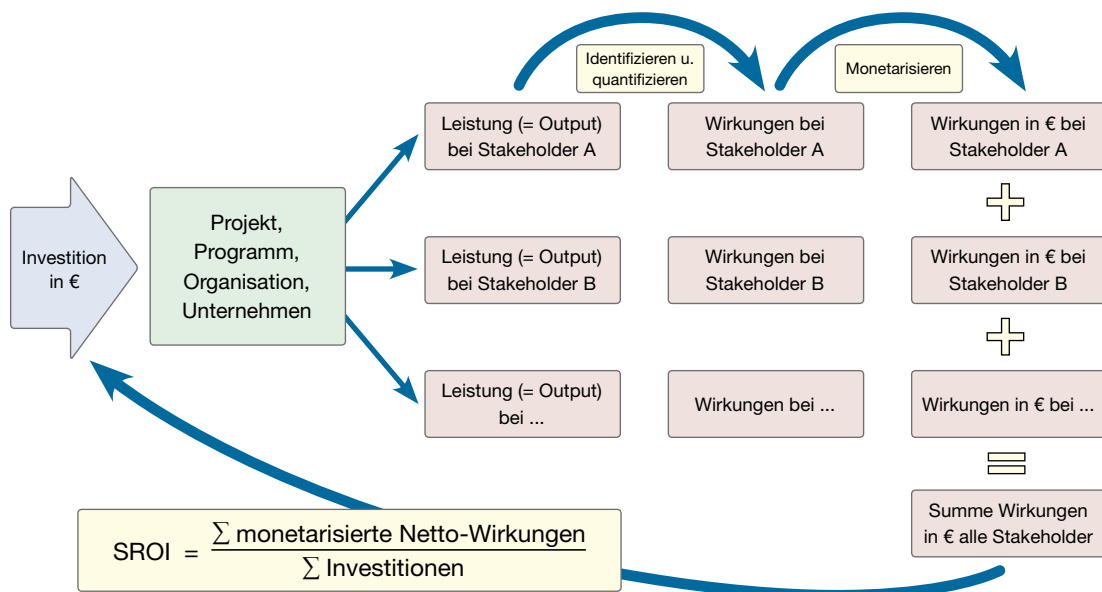 Identifizieren u.
quantifizieren
Monetarisieren
Leistung (= Output)
bei Stakeholder A
Wirkungen bei
Stakeholder A
Wirkungen in € bei
Stakeholder A
Investition
in €
Projekt,
Programm,
Organisation,
Unternehmen
Leistung (= Output)
bei Stakeholder B
Wirkungen bei
Stakeholder B
Wirkungen in € bei
Stakeholder B
Leistung (= Output)
bei ...
Wirkungen bei ...
Wirkungen in € bei ...
Summe Wirkungen
in € alle Stakeholder
SROI = ∑ monetarisierte Netto-Wirkungen
∑ Investitionen